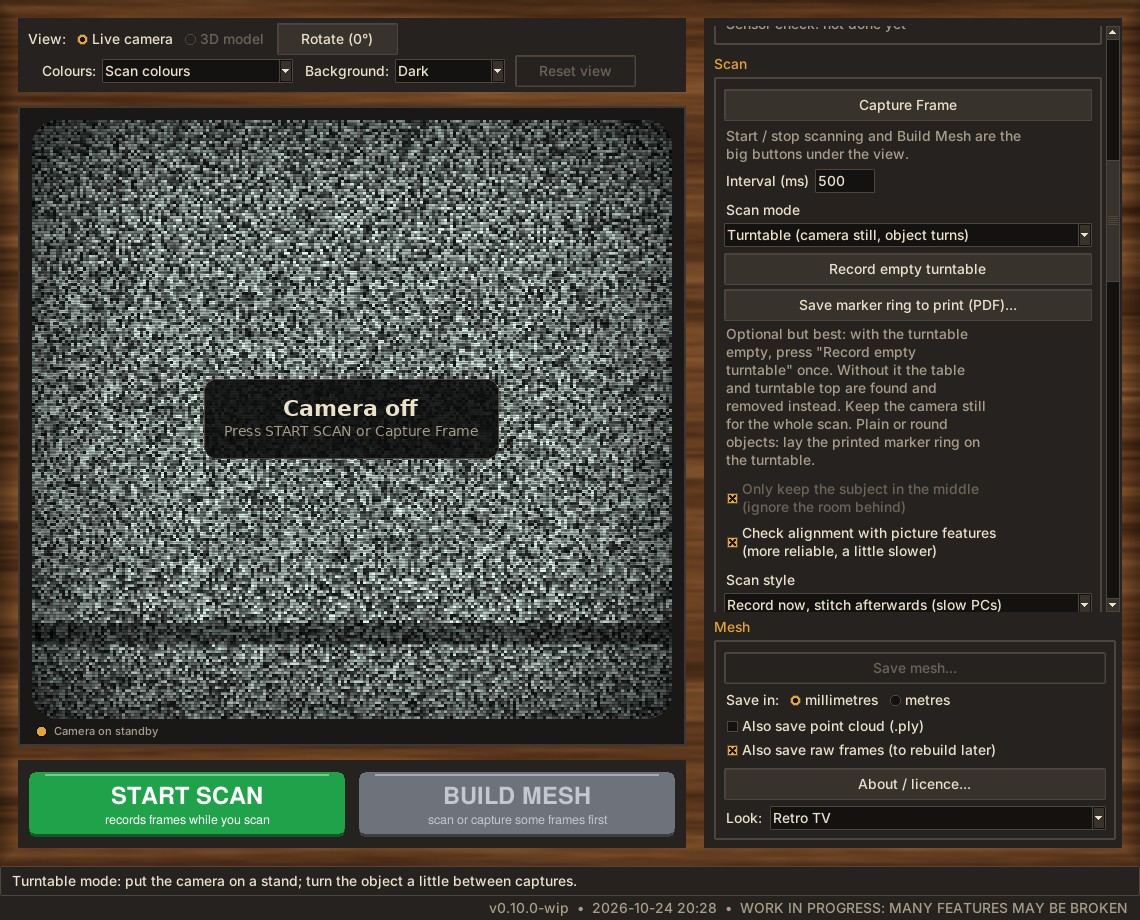 View: Live camera 3D model Rotate (0°)
Colours: Scan colours Background: Dark Reset view
Camera off
Press START SCAN or Capture Frame
Camera on standby
START SCAN
records frames while you scan
BUILD MESH
scan or capture some frames first
Sensor check: not done yet
Scan
Capture Frame
Start / stop scanning and Build Mesh are the
big buttons under the view.
Interval (ms) 500
Scan mode
Turntable (camera still, object turns)
Record empty turntable
Save marker ring to print (PDF)...
Optional but best: with the turntable
empty, press "Record empty
turntable" once. Without it the table
and turntable top are found and
removed instead. Keep the camera still
for the whole scan. Plain or round
objects: lay the printed marker ring on
the turntable.
Only keep the subject in the middle
(ignore the room behind)
Check alignment with picture features
(more reliable, a little slower)
Scan style
Record now, stitch afterwards (slow PCs)
Mesh
Save mesh...
Save in: millimetres metres
Also save point cloud (.ply)
Also save raw frames (to rebuild later)
About / licence...
Look: Retro TV
Turntable mode: put the camera on a stand; turn the object a little between captures.
v0.10.0-wip • 2026-10-24 20:28 • WORK IN PROGRESS: MANY FEATURES MAY BE BROKEN